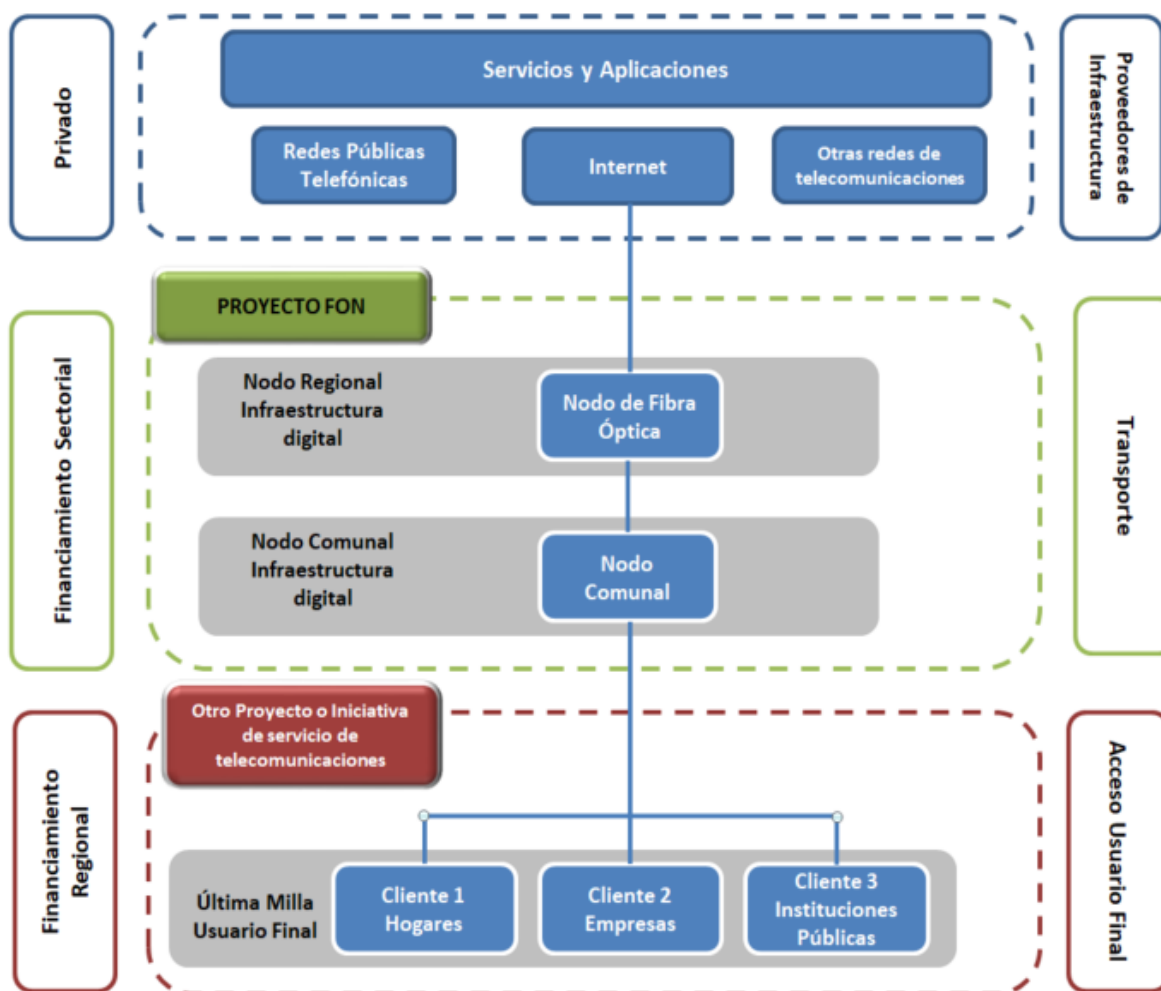 Privado
Servicios y Aplicaciones
Redes Públicas
Telefónicas
Internet
Otras redes de
telecomunicaciones
Proveedores de
Infraestructura
Financiamiento Sectorial
PROYECTO FON
Nodo Regional
Infraestructura
digital
Nodo de Fibra
Óptica
Nodo Comunal
Infraestructura
digital
Nodo
Comunal
Transporte
Financiamiento
Regional
Otro Proyecto o Iniciativa
de servicio de
telecomunicaciones
Última Milla
Usuario Final
Cliente 1
Hogares
Cliente 2
Empresas
Cliente 3
Instituciones
Públicas
Acceso Usuario Final